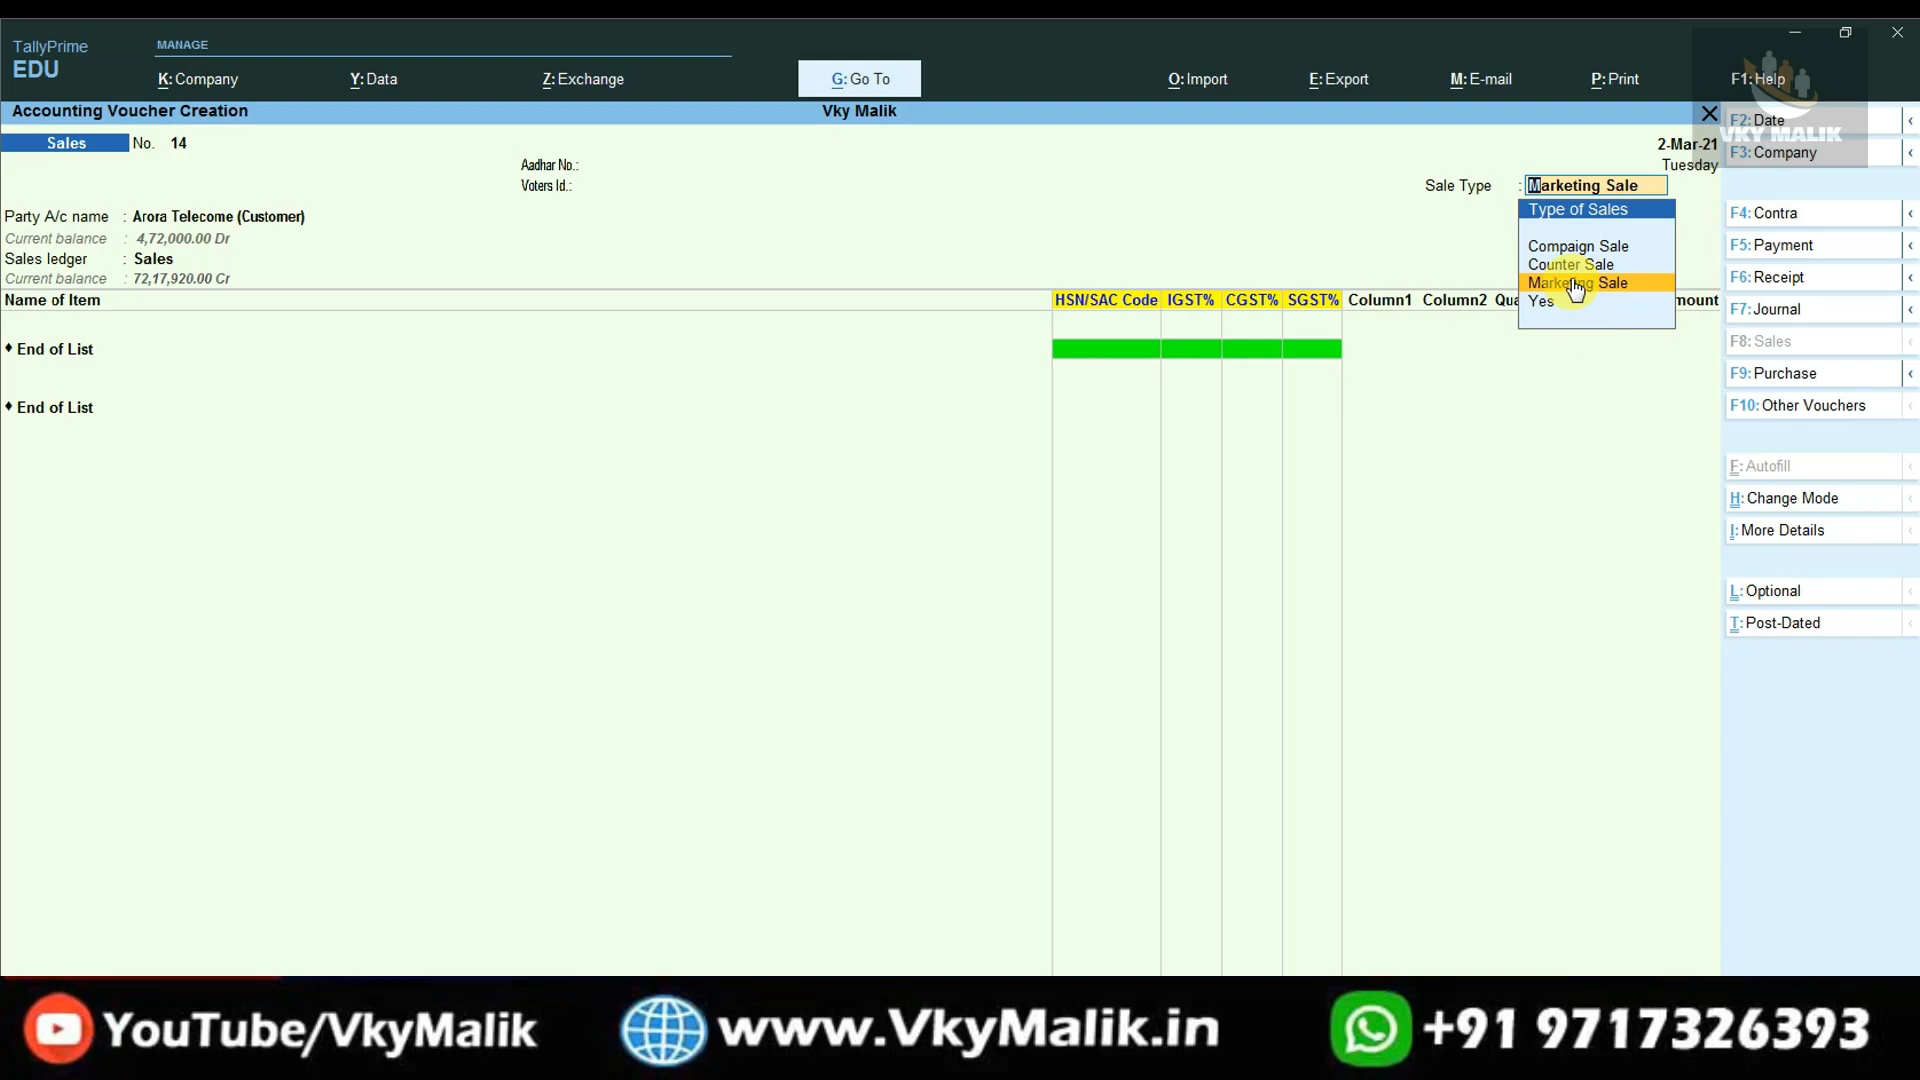 TallyPrime
EDU
MANAGE
K: Company
Y: Data
Z: Exchange
G: Go To
O: Import
E: Export
M: E-mail
P: Print
F1: Help
Accounting Voucher Creation
Vky Malik
Sales
No. 14
2-Mar-21
Tuesday
Aadhar No.:
Voters Id.:
Sale Type : Marketing Sale
Type of Sales
Compaign Sale
Counter Sale
Marketing Sale
Yes
Party A/c name : Arora Telecome (Customer)
Current balance : 4,72,000.00 Dr
Sales ledger : Sales
Current balance : 72,17,920.00 Cr
Name of Item HSN/SAC Code IGST% CGST% SGST% Column1 Column2
♦ End of List
♦ End of List
F2: Date
VKY MALIK
F3: Company
F4: Contra
F5: Payment
F6: Receipt
F7: Journal
F8: Sales
F9: Purchase
F10: Other Vouchers
F: Autofill
H: Change Mode
I: More Details
L: Optional
T: Post-Dated
YouTube/VkyMalik
www.VkyMalik.in
+91 9717326393